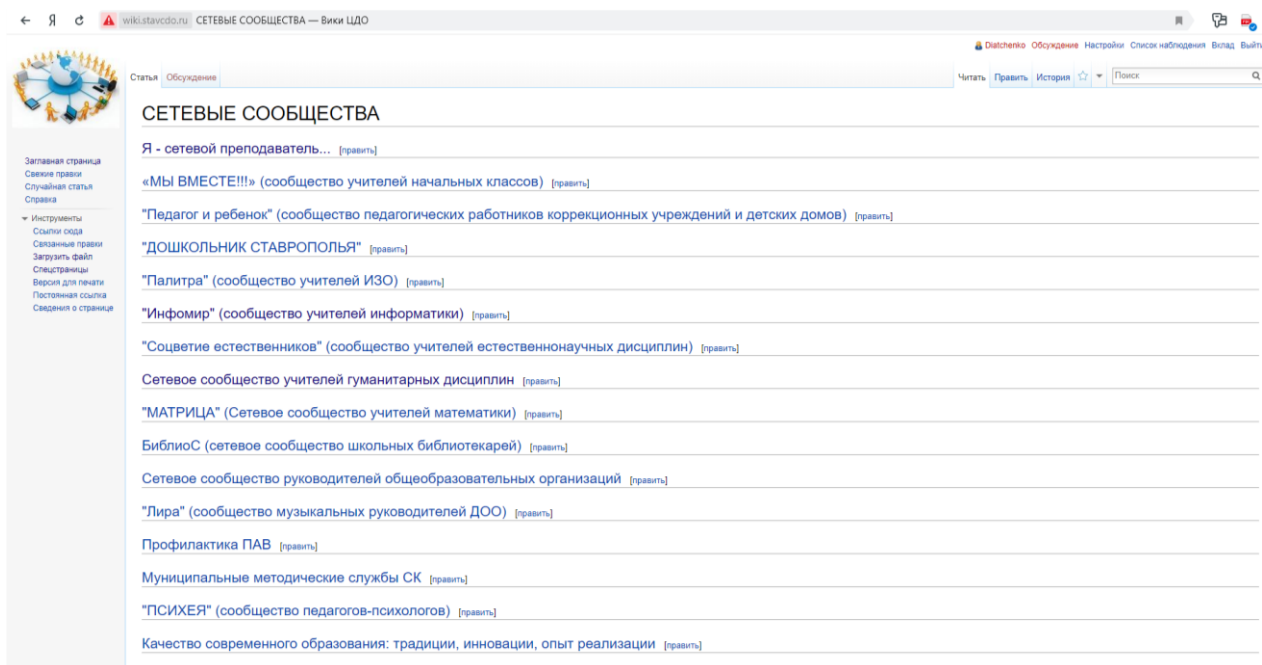 Я wiki.stavcdo.ru СЕТЕВЫЕ СООБЩЕСТВА — Вики ЦДО
Diatchenko Обсуждение Настройки Список наблюдения Вклад Выйти
Статья Обсуждение Читать Править История Поиск
СЕТЕВЫЕ СООБЩЕСТВА
Заглавная страница
Свежие правки
Случайная статья
Справка
Инструменты
Ссылки сюда
Связанные правки
Загрузить файл
Спецстраницы
Версия для печати
Постоянная ссылка
Сведения о странице
Я - сетевой преподаватель... [править]
«МЫ ВМЕСТЕ!!!» (сообщество учителей начальных классов) [править]
"Педагог и ребенок" (сообщество педагогических работников коррекционных учреждений и детских домов) [править]
"ДОШКОЛЬНИК СТАВРОПОЛЬЯ" [править]
"Палитра" (сообщество учителей ИЗО) [править]
"Инфомир" (сообщество учителей информатики) [править]
"Соцветие естественников" (сообщество учителей естественнонаучных дисциплин) [править]
Сетевое сообщество учителей гуманитарных дисциплин [править]
"МАТРИЦА" (Сетевое сообщество учителей математики) [править]
БиблиоС (сетевое сообщество школьных библиотекарей) [править]
Сетевое сообщество руководителей общеобразовательных организаций [править]
"Лира" (сообщество музыкальных руководителей ДОО) [править]
Профилактика ПАВ [править]
Муниципальные методические службы СК [править]
"ПСИХЕЯ" (сообщество педагогов-психологов) [править]
Качество современного образования: традиции, инновации, опыт реализации [править]